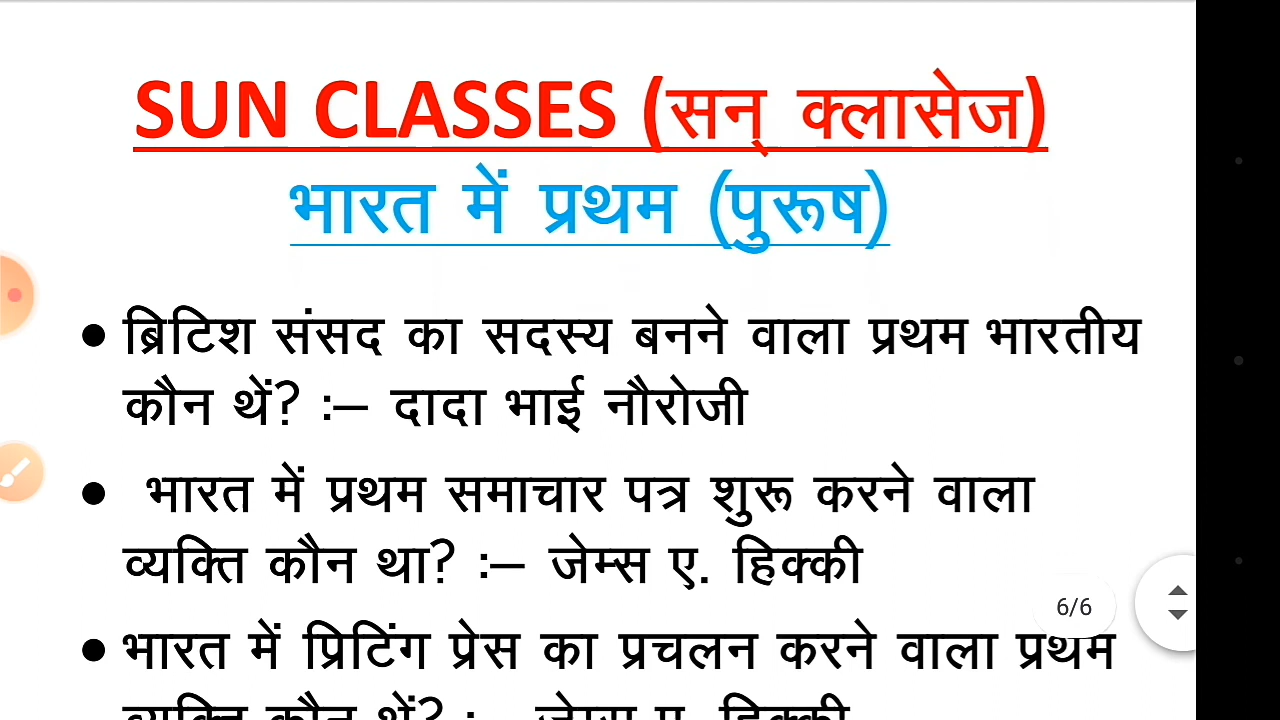 SUN CLASSES (सन् क्लासेज)
भारत में प्रथम (पुरूष)
• ब्रिटिश संसद का सदस्य बनने वाला प्रथम भारतीय
कौन थें? :– दादा भाई नौरोजी
• भारत में प्रथम समाचार पत्र शुरू करने वाला
व्यक्ति कौन था? :– जेम्स ए. हिक्की
6/6
• भारत में प्रिटिंग प्रेस का प्रचलन करने वाला प्रथम
व्यक्ति कौन थें? :– जेम्स ए. हिक्की